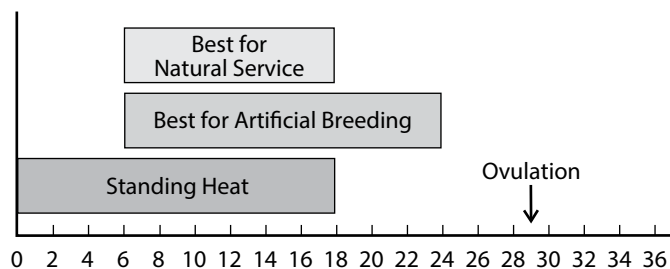 Best for
Natural Service
Best for Artificial Breeding
Standing Heat
Ovulation
0 2 4 6 8 10 12 14 16 18 20 22 24 26 28 30 32 34 36